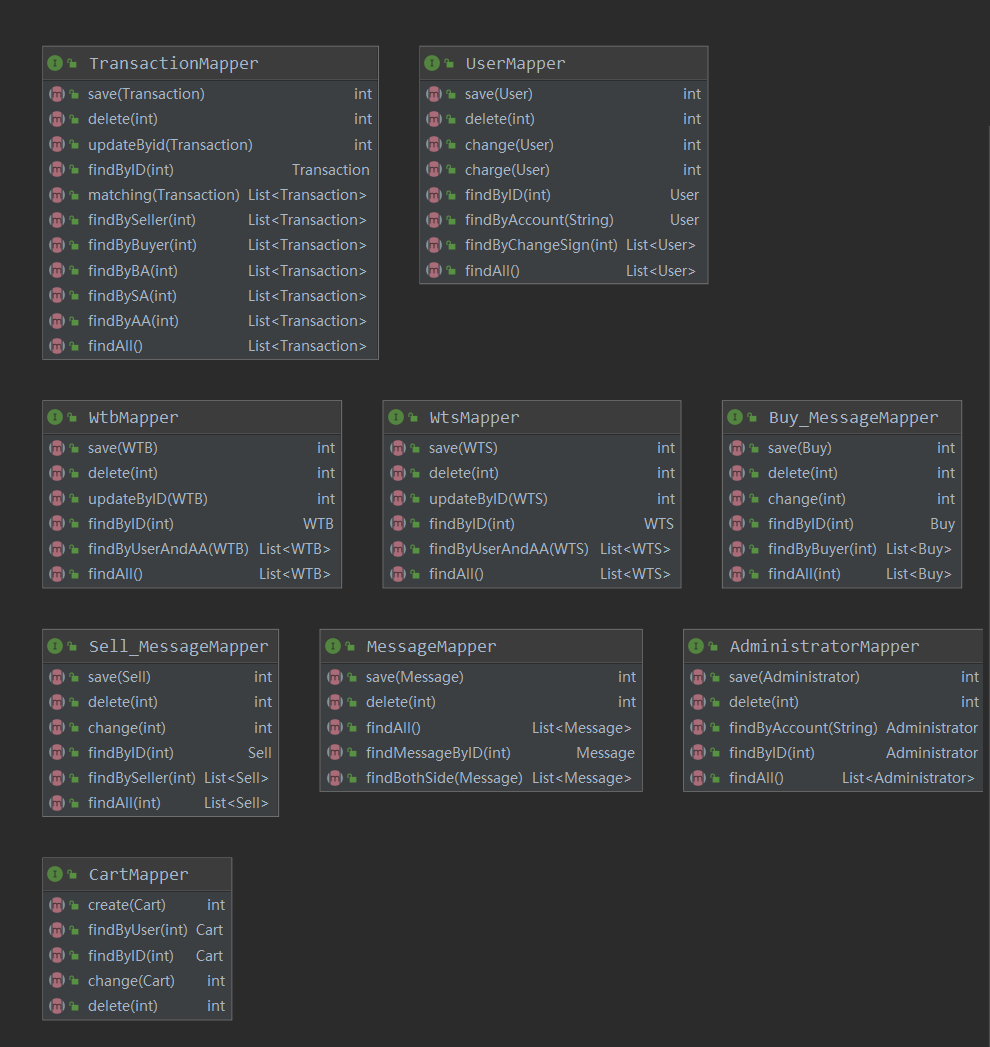 TransactionMapper
save(Transaction) int
delete(int) int
updateByid(Transaction) int
findByID(int) Transaction
matching(Transaction) List<Transaction>
findBySeller(int) List<Transaction>
findByBuyer(int) List<Transaction>
findByBA(int) List<Transaction>
findBySA(int) List<Transaction>
findByAA(int) List<Transaction>
findAll() List<Transaction>
UserMapper
save(User) int
delete(int) int
change(User) int
charge(User) int
findByID(int) User
findByAccount(String) User
findByChangeSign(int) List<User>
findAll() List<User>
WtbMapper
save(WTB) int
delete(int) int
updateByID(WTB) int
findByID(int) WTB
findByUserAndAA(WTB) List<WTB>
findAll() List<WTB>
WtsMapper
save(WTS) int
delete(int) int
updateByID(WTS) int
findByID(int) WTS
findByUserAndAA(WTS) List<WTS>
findAll() List<WTS>
Buy_MessageMapper
save(Buy) int
delete(int) int
change(int) int
findByID(int) Buy
findByBuyer(int) List<Buy>
findAll(int) List<Buy>
Sell_MessageMapper
save(Sell) int
delete(int) int
change(int) int
findByID(int) Sell
findBySeller(int) List<Sell>
findAll(int) List<Sell>
MessageMapper
save(Message) int
delete(int) int
findAll() List<Message>
findMessageByID(int) Message
findBothSide(Message) List<Message>
AdministratorMapper
save(Administrator) int
delete(int) int
findByAccount(String) Administrator
findByID(int) Administrator
findAll() List<Administrator>
CartMapper
create(Cart) int
findByUser(int) Cart
findByID(int) Cart
change(Cart) int
delete(int) int